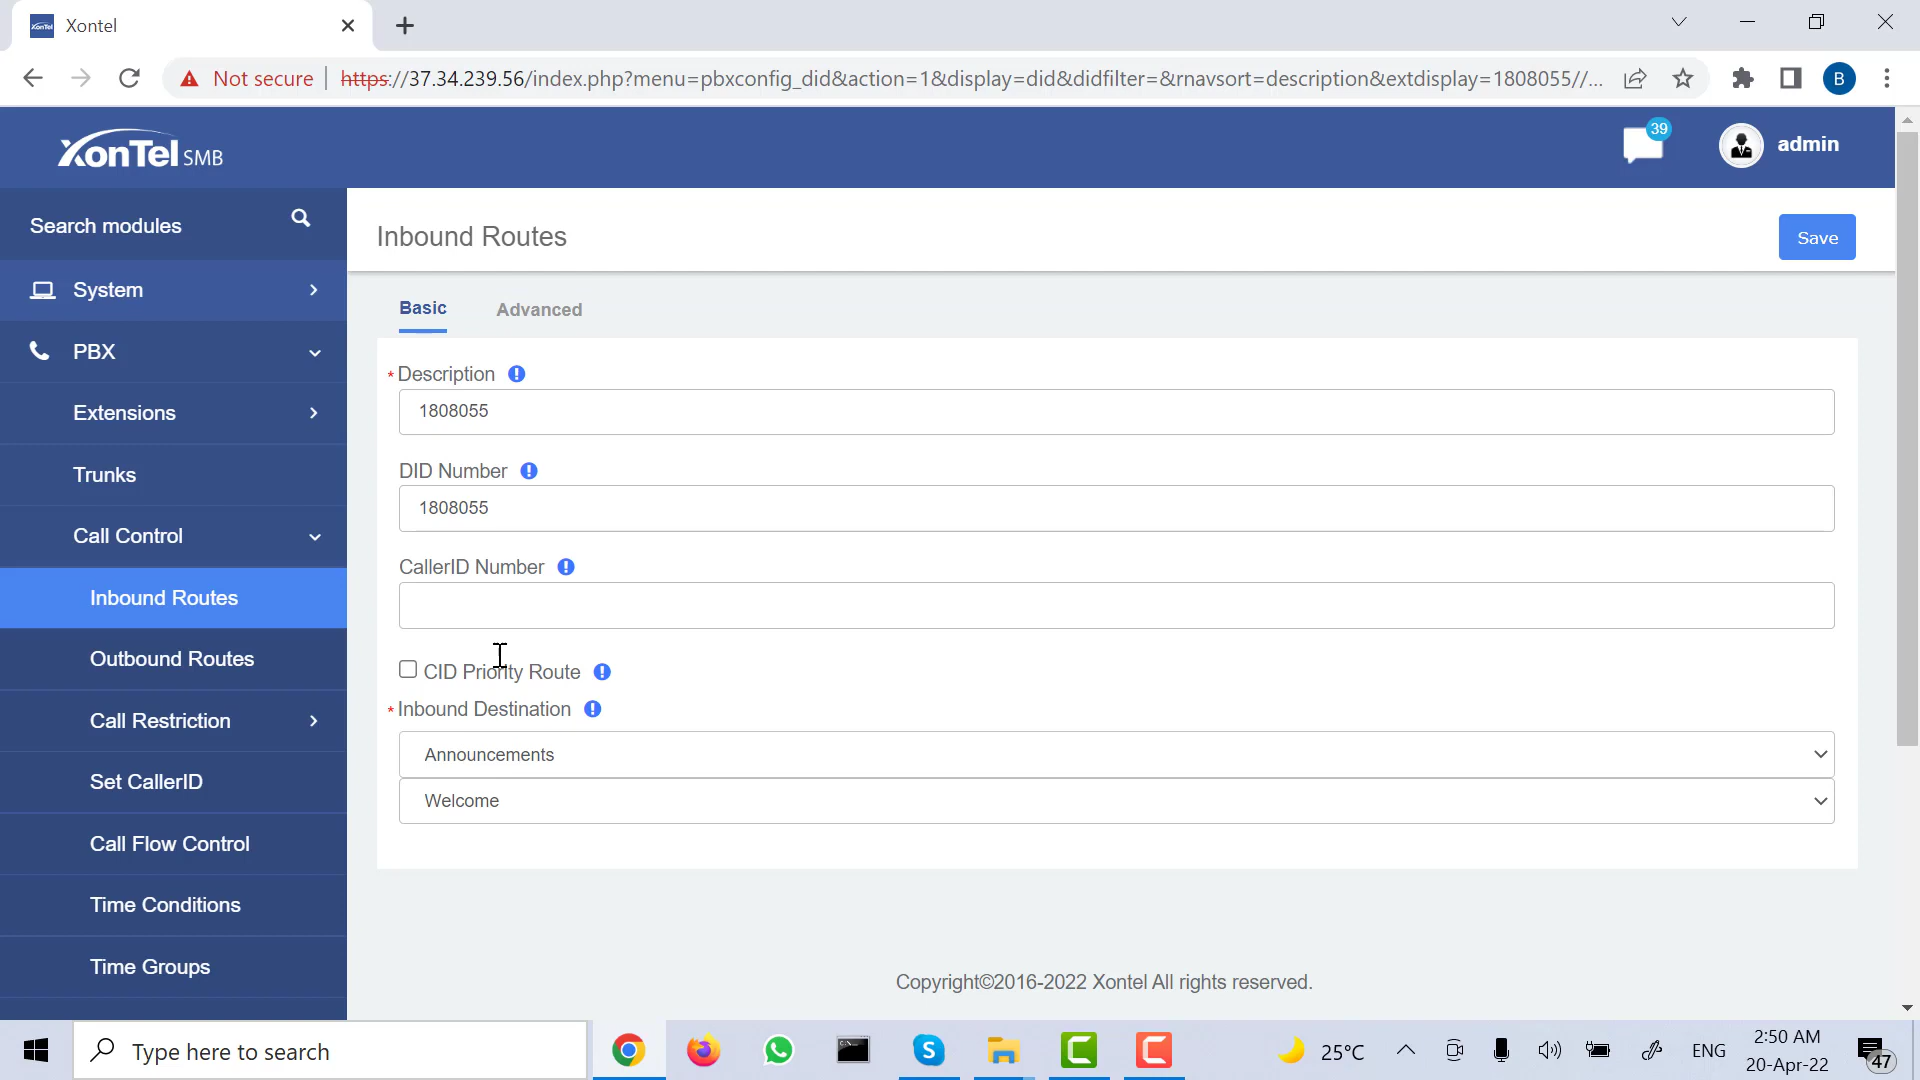 Xontel
Not secure
https://37.34.239.56/index.php?menu=pbxconfig_did&action=1&display=did&didfilter=&rnavsort=description&extdisplay=1808055//...
B
XonTel SMB
39
admin
Search modules
System
PBX
Extensions
Trunks
Call Control
Inbound Routes
Outbound Routes
Call Restriction
Set CallerID
Call Flow Control
Time Conditions
Time Groups
Inbound Routes
Save
Basic
Advanced
* Description
1808055
DID Number
1808055
CallerID Number
CID Priority Route
* Inbound Destination
Announcements
Welcome
Copyright©2016-2022 Xontel All rights reserved.
Type here to search
25°C
ENG
2:50 AM
20-Apr-22
47